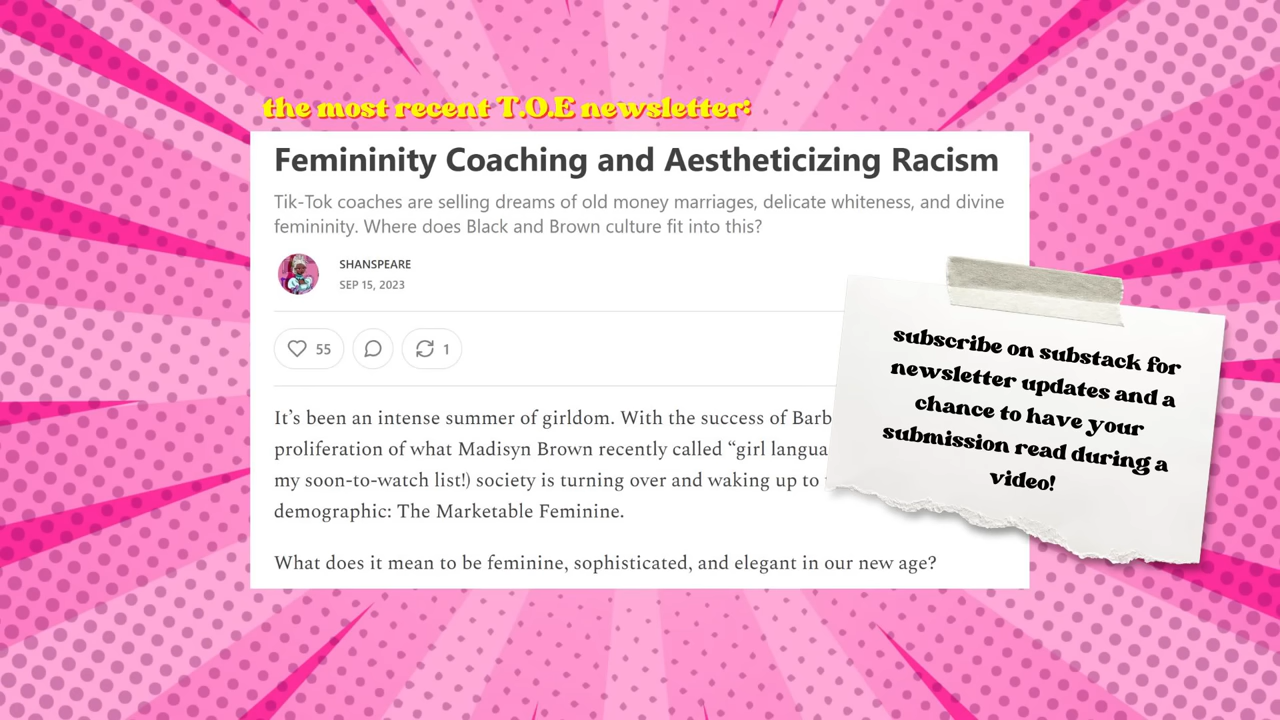 the most recent T.O.E newsletter:
Femininity Coaching and Aestheticizing Racism
Tik-Tok coaches are selling dreams of old money marriages, delicate whiteness, and divine
femininity. Where does Black and Brown culture fit into this?
SHANSPEARE
SEP 15, 2023
55
1
It’s been an intense summer of girldom. With the success of Barb
proliferation of what Madisyn Brown recently called “girl langua
my soon-to-watch list!) society is turning over and waking up to
demographic: The Marketable Feminine.
What does it mean to be feminine, sophisticated, and elegant in our new age?
subscribe on substack for
newsletter updates and a
chance to have your
submission read during a
video!